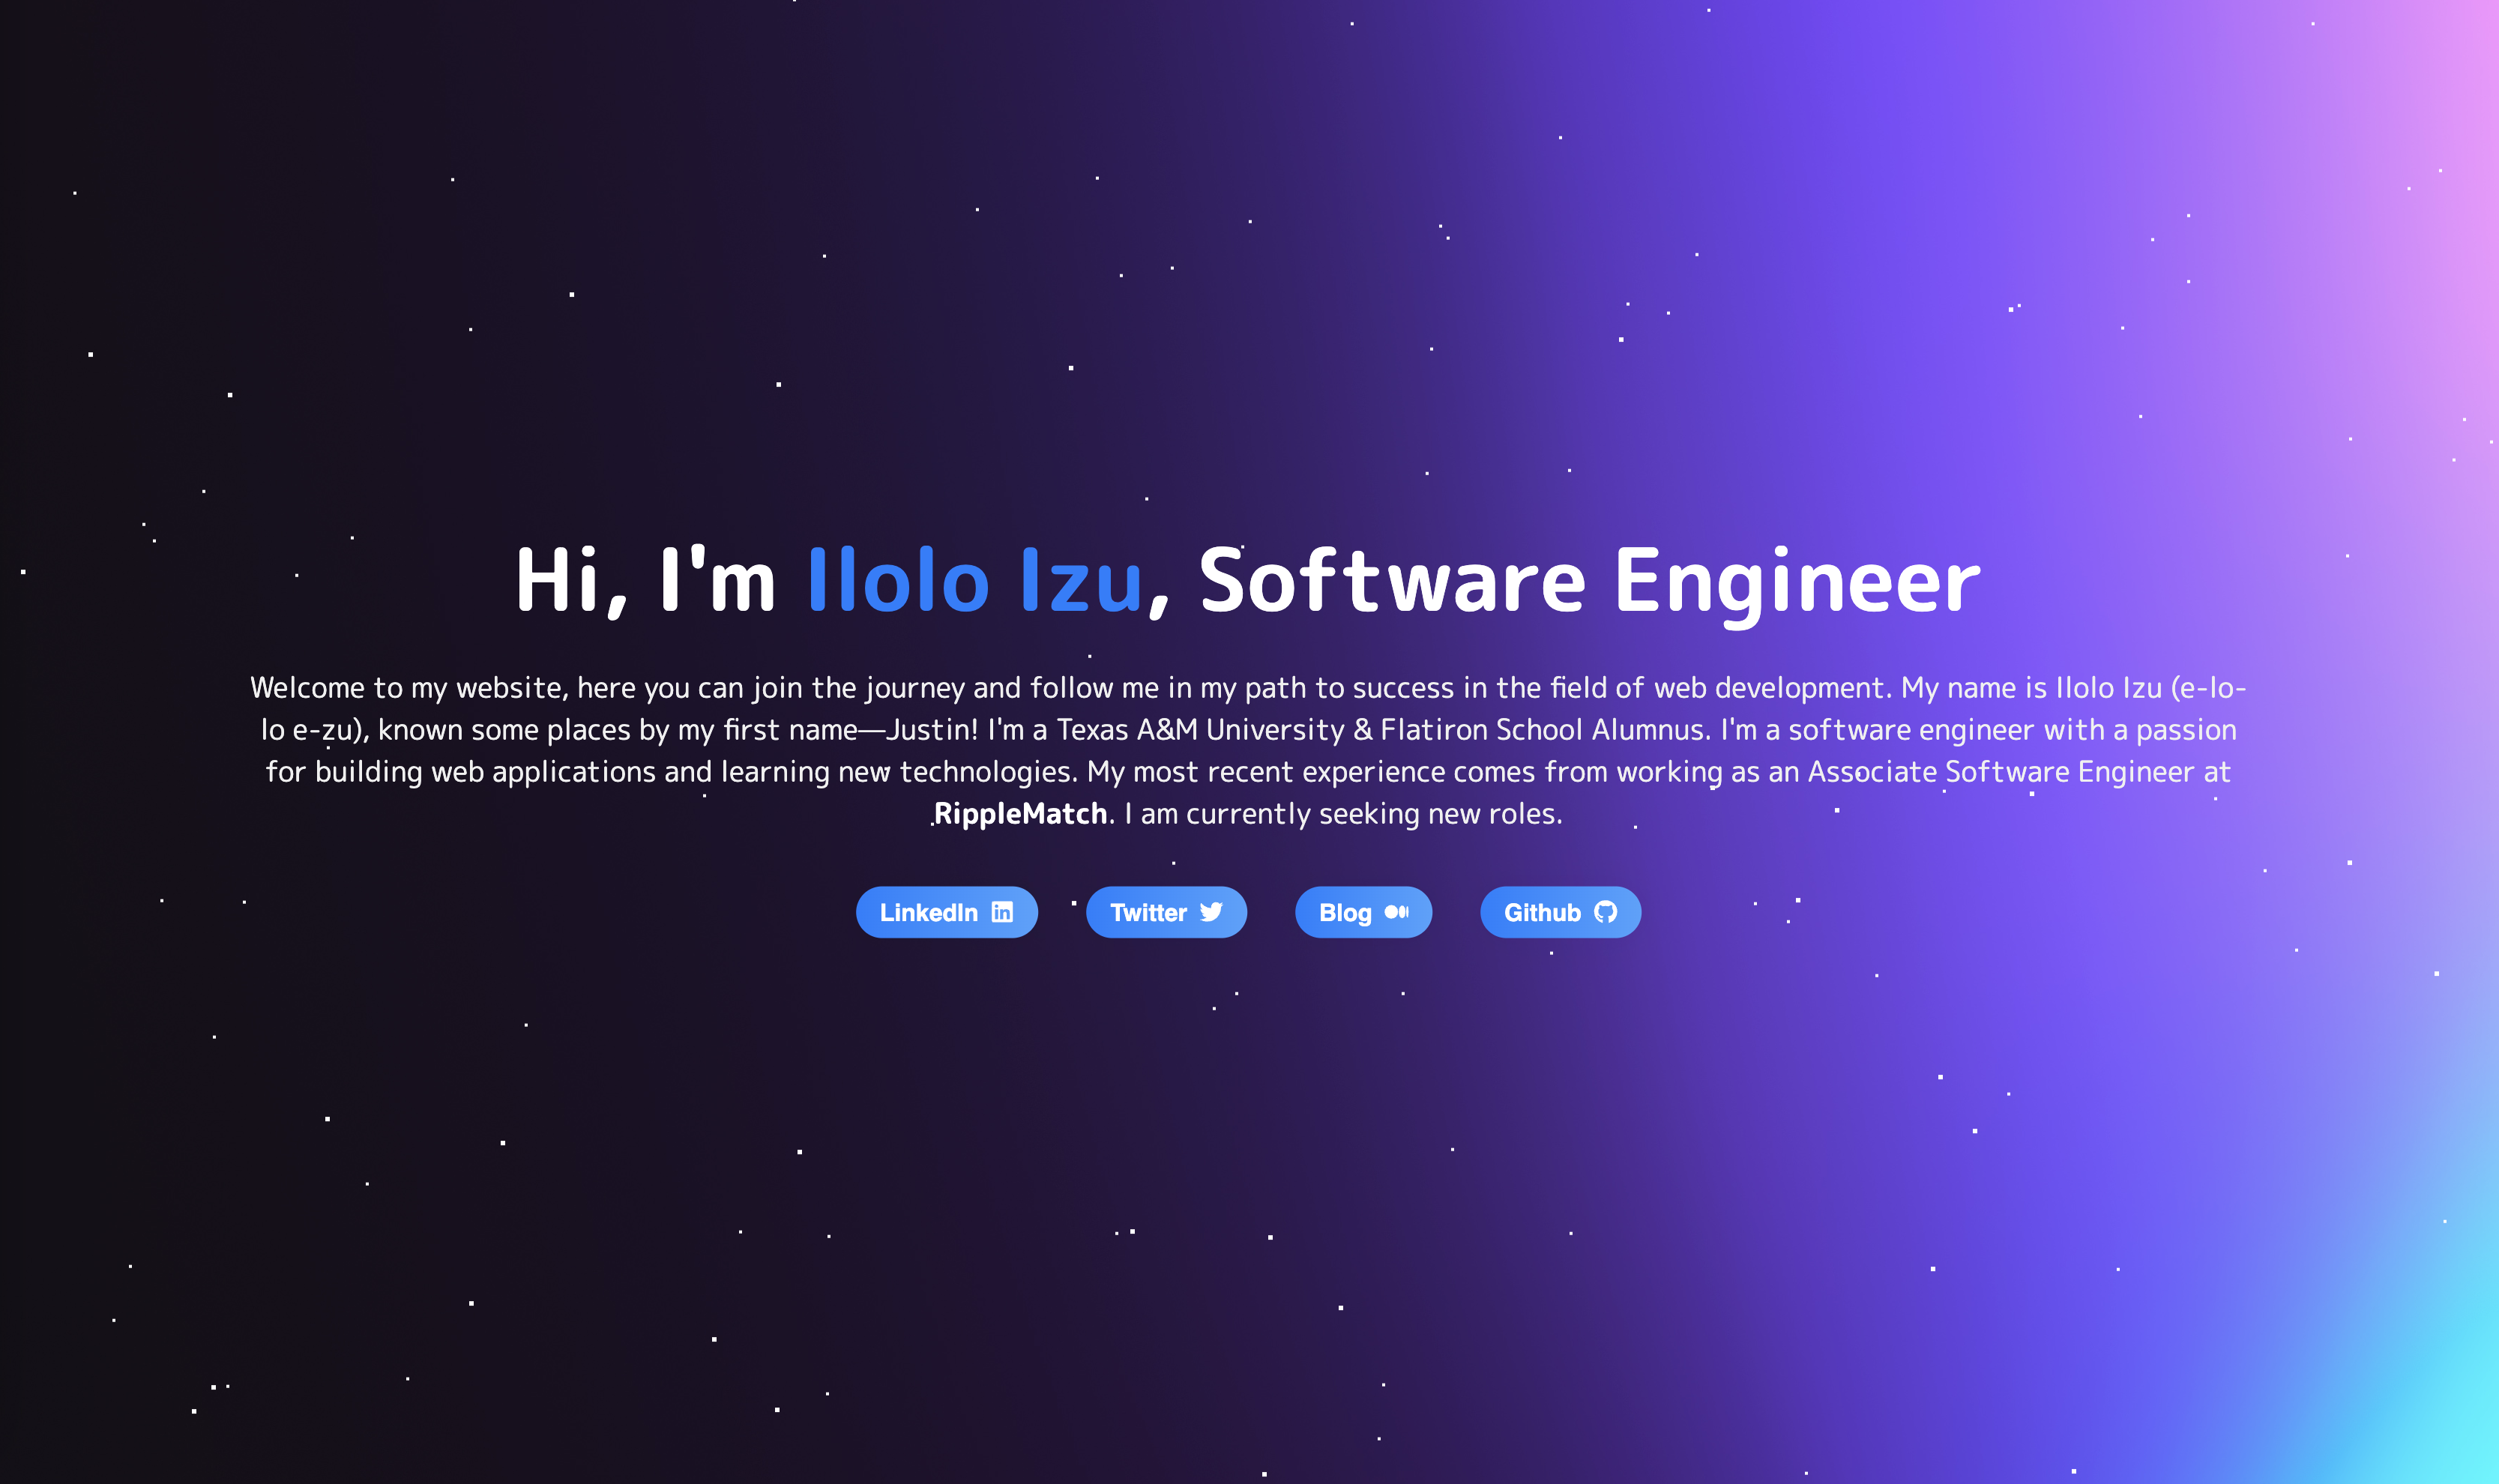 Hi, I'm Ilolo Izu, Software Engineer
Welcome to my website, here you can join the journey and follow me in my path to success in the field of web development. My name is Ilolo Izu (e-lo-
lo e-zu), known some places by my first name—Justin! I'm a Texas A&M University & Flatiron School Alumnus. I'm a software engineer with a passion
for building web applications and learning new technologies. My most recent experience comes from working as an Associate Software Engineer at
RippleMatch. I am currently seeking new roles.
LinkedIn Twitter Blog Github